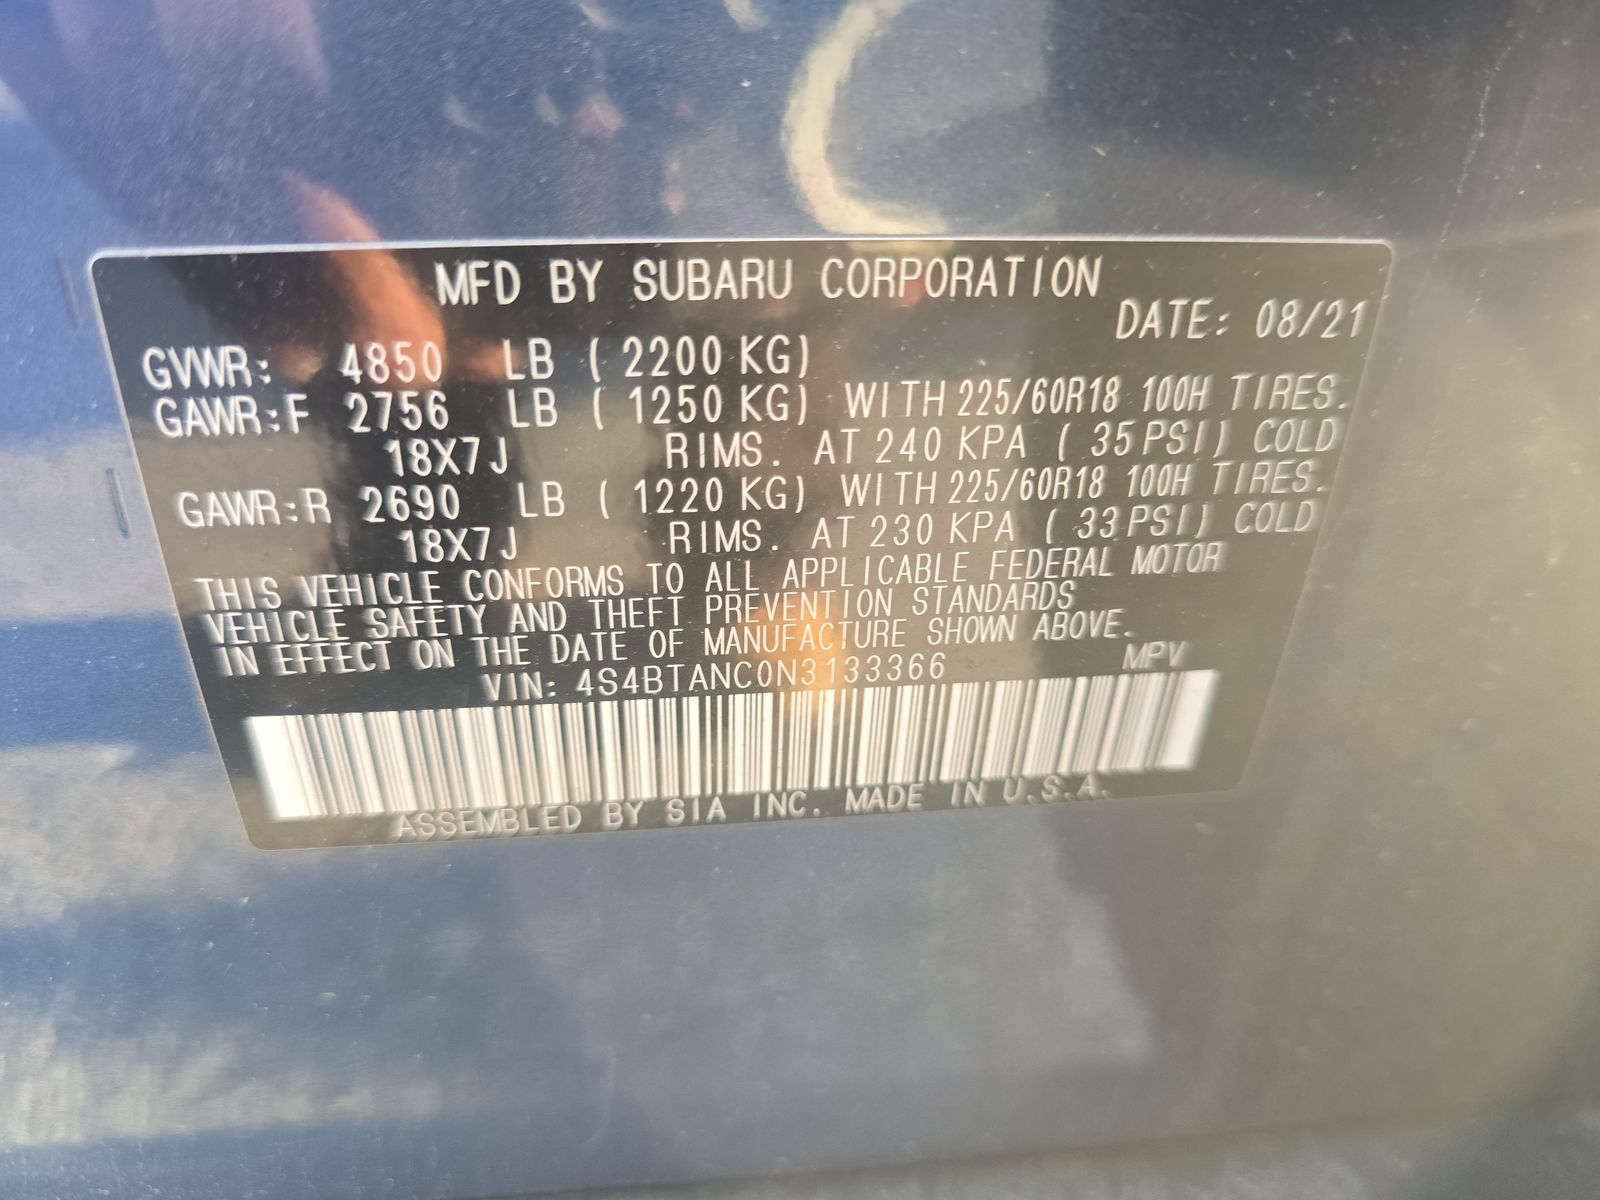 MFD BY SUBARU CORPORATION
DATE: 08/21
GVWR: 4850 LB ( 2200 KG)
GAWR:F 2756 LB ( 1250 KG) WITH 225/60R18 100H TIRES.
18X7J RIMS. AT 240 KPA ( 35 PSI) COLD
GAWR:R 2690 LB ( 1220 KG) WITH 225/60R18 100H TIRES.
18X7J RIMS. AT 230 KPA ( 33 PSI) COLD
THIS VEHICLE CONFORMS TO ALL APPLICABLE FEDERAL MOTOR
VEHICLE SAFETY AND THEFT PREVENTION STANDARDS
IN EFFECT ON THE DATE OF MANUFACTURE SHOWN ABOVE.
VIN: 4S4BTANC0N3133366 MPV
ASSEMBLED BY SIA INC. MADE IN U.S.A.